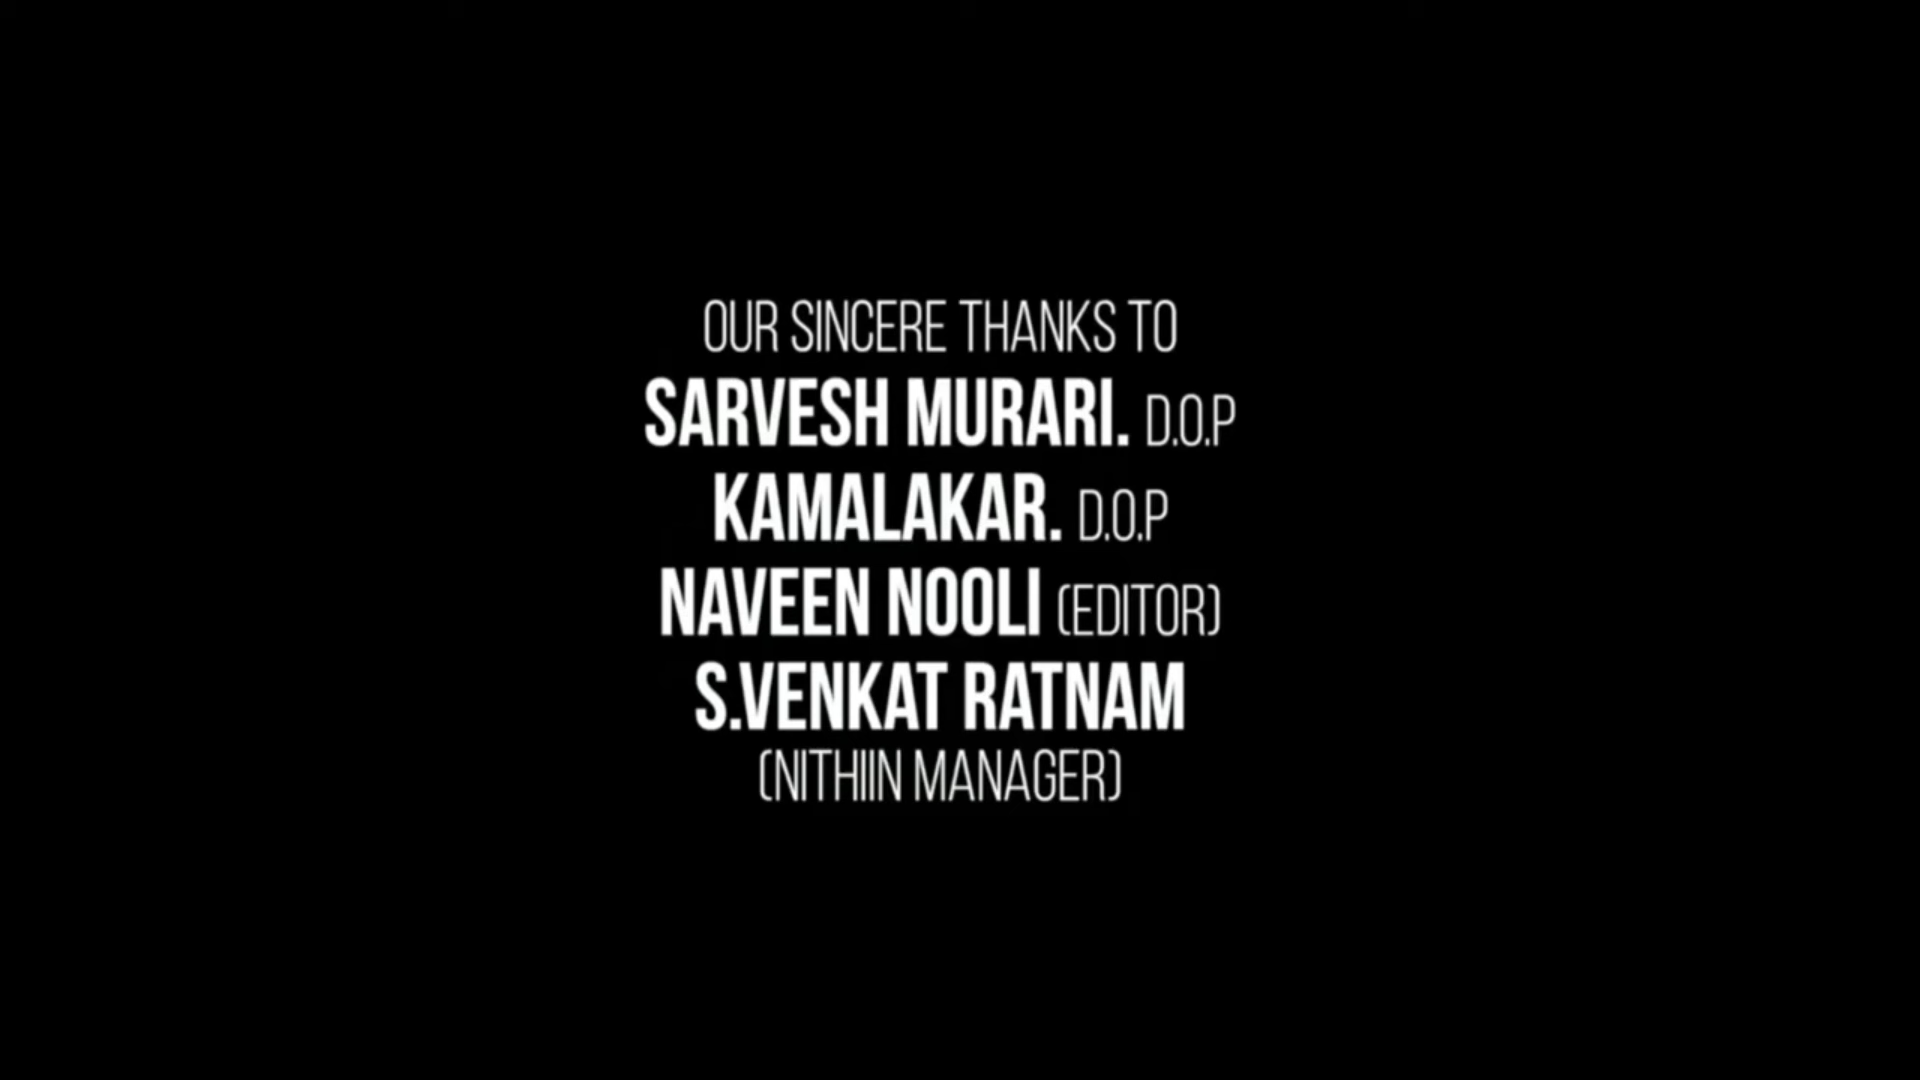 OUR SINCERE THANKS TO
SARVESH MURARI. D.O.P
KAMALAKAR. D.O.P
NAVEEN NOOLI (EDITOR)
S.VENKAT RATNAM
(NITHIIN MANAGER)